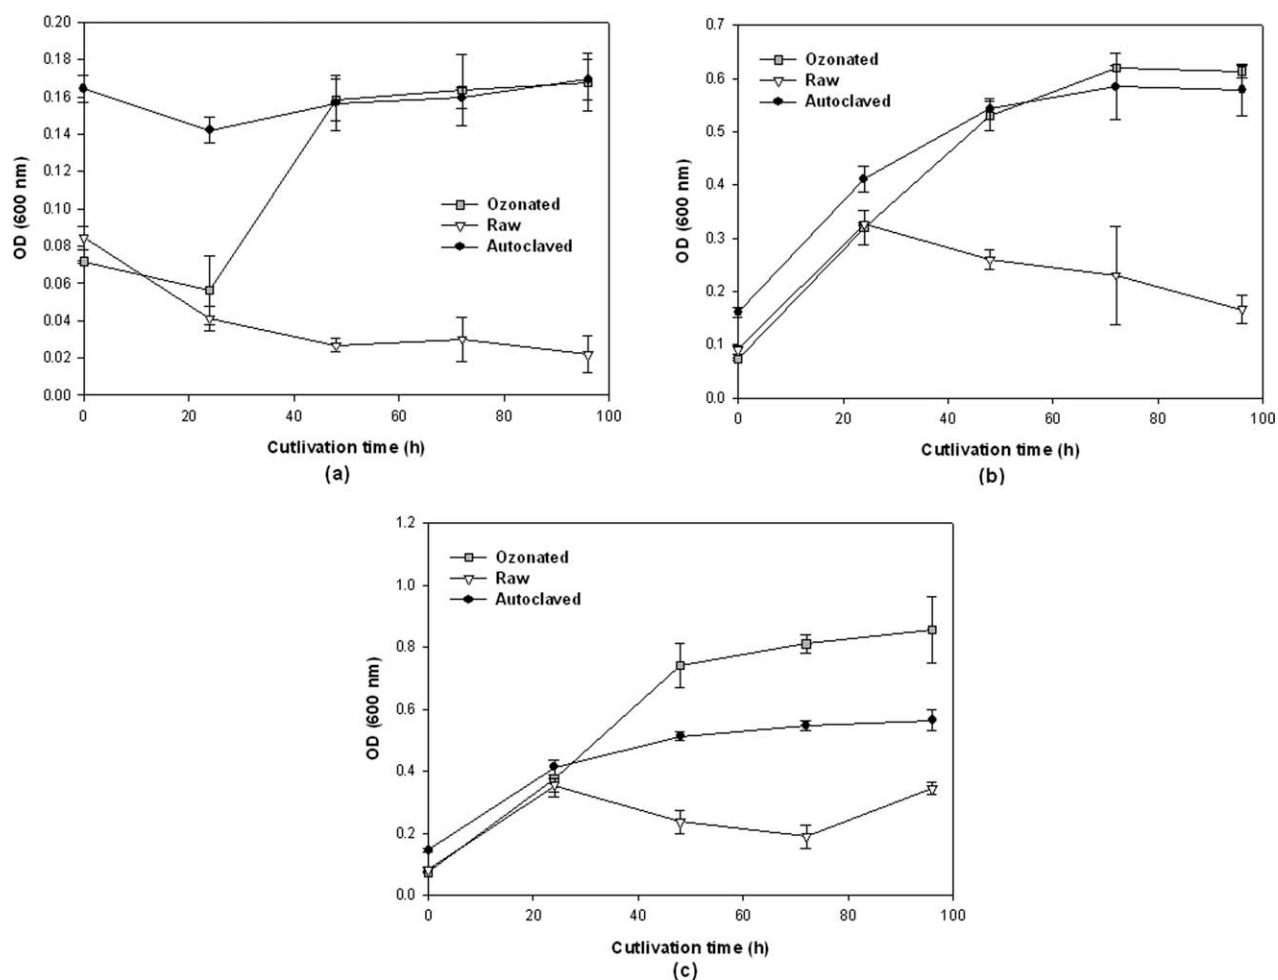 0.20
0.18
0.16
0.14
0.12
0.10
0.08
0.06
0.04
0.02
0.00
OD (600 nm)
Ozonated
Raw
Autoclaved
0 20 40 60 80 100
Cutlivation time (h)
(a)
0.7
0.6
0.5
0.4
0.3
0.2
0.1
0.0
OD (600 nm)
Ozonated
Raw
Autoclaved
0 20 40 60 80 100
Cutlivation time (h)
(b)
1.2
1.0
0.8
0.6
0.4
0.2
0.0
OD (600 nm)
Ozonated
Raw
Autoclaved
0 20 40 60 80 100
Cutlivation time (h)
(c)